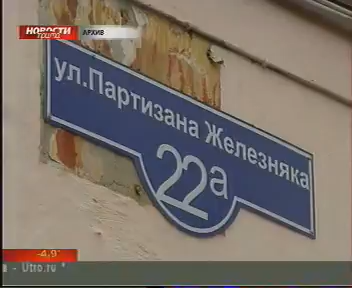 НОВОСТИ
АРХИВ
ул.Партизана Железняка
22а
-4,9°
в - Utro.ru *